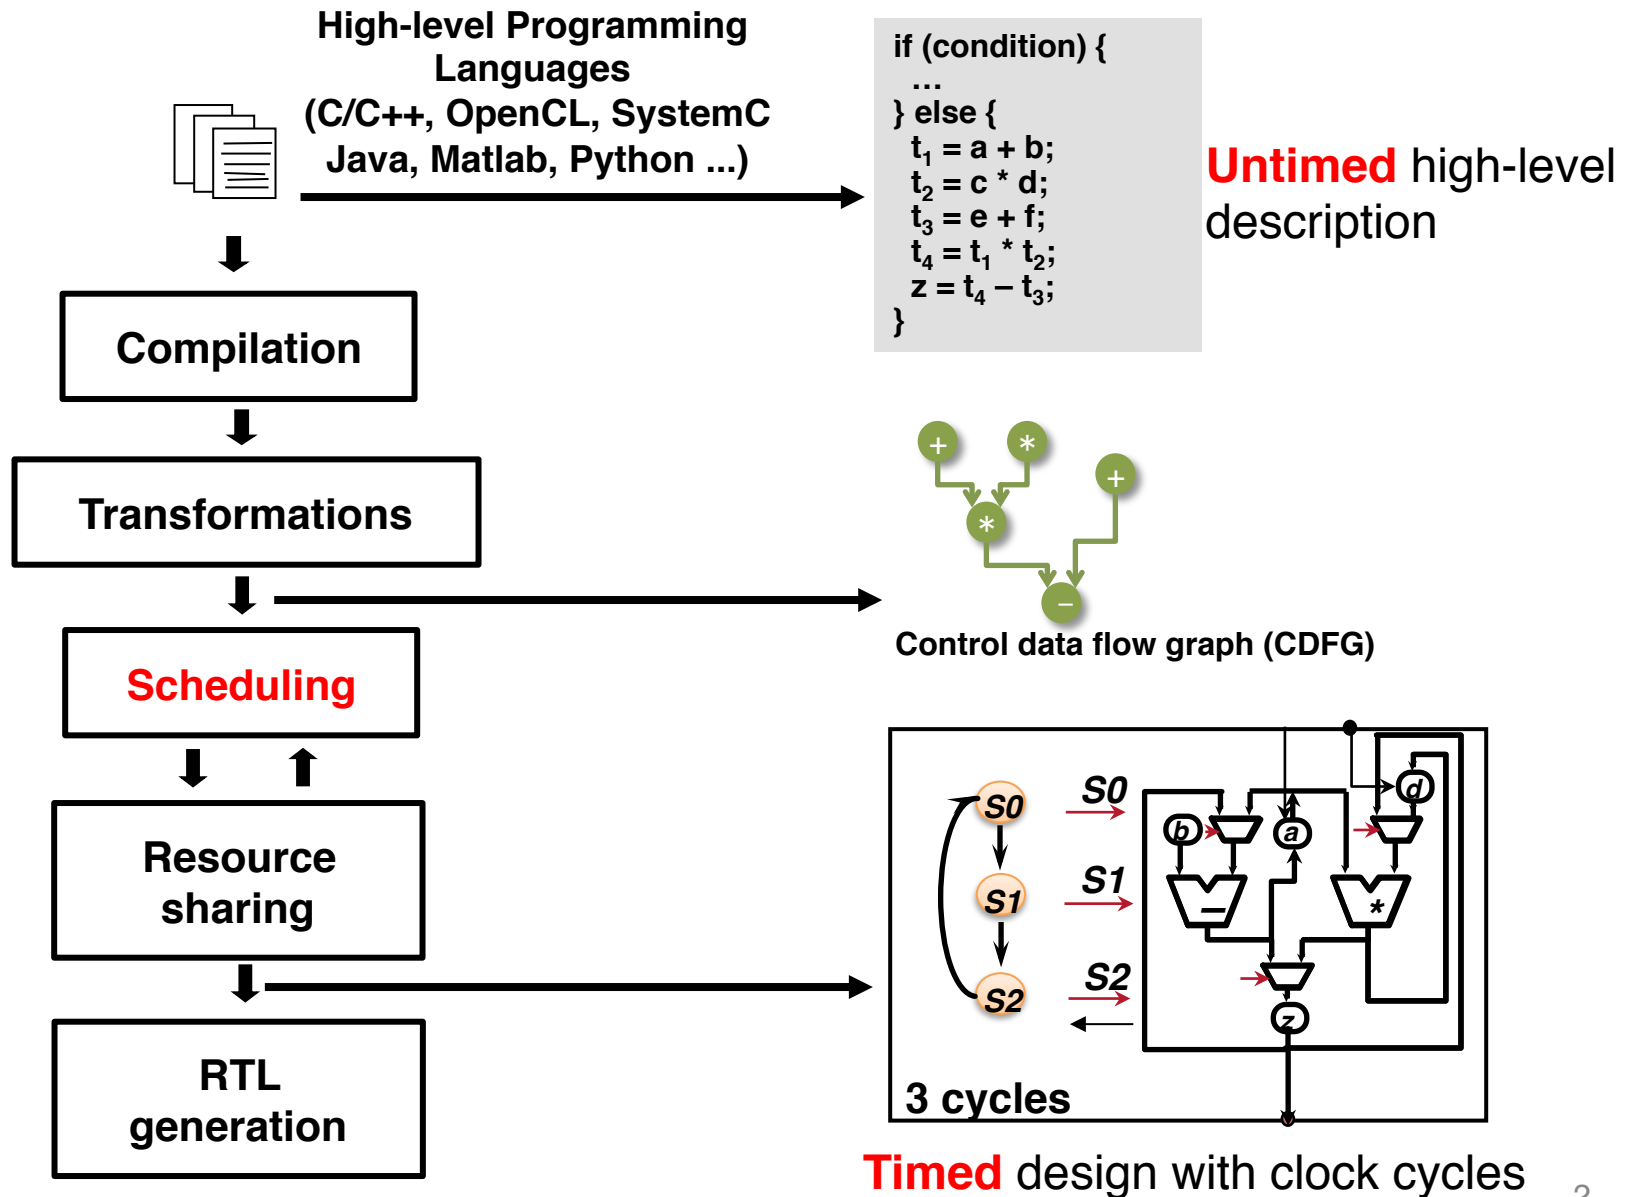 High-level Programming
Languages
(C/C++, OpenCL, SystemC
Java, Matlab, Python ...)
if (condition) {
...
} else {
t1 = a + b;
t2 = c * d;
t3 = e + f;
t4 = t1 * t2;
z = t4 – t3;
}
Untimed high-level
description
Compilation
Transformations
+
*
+
*
–
Control data flow graph (CDFG)
Scheduling
Resource
sharing
RTL
generation
S0
S1
S2
S0
S1
S2
d
b
a
–
*
z
3 cycles
Timed design with clock cycles